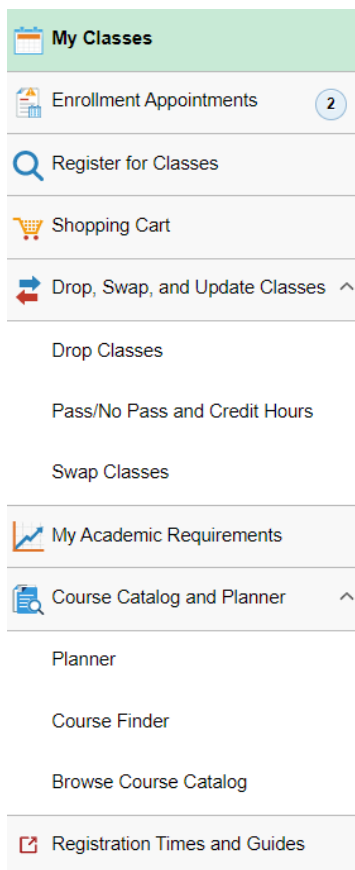 My Classes
Enrollment Appointments 2
Register for Classes
Shopping Cart
Drop, Swap, and Update Classes
Drop Classes
Pass/No Pass and Credit Hours
Swap Classes
My Academic Requirements
Course Catalog and Planner
Planner
Course Finder
Browse Course Catalog
Registration Times and Guides